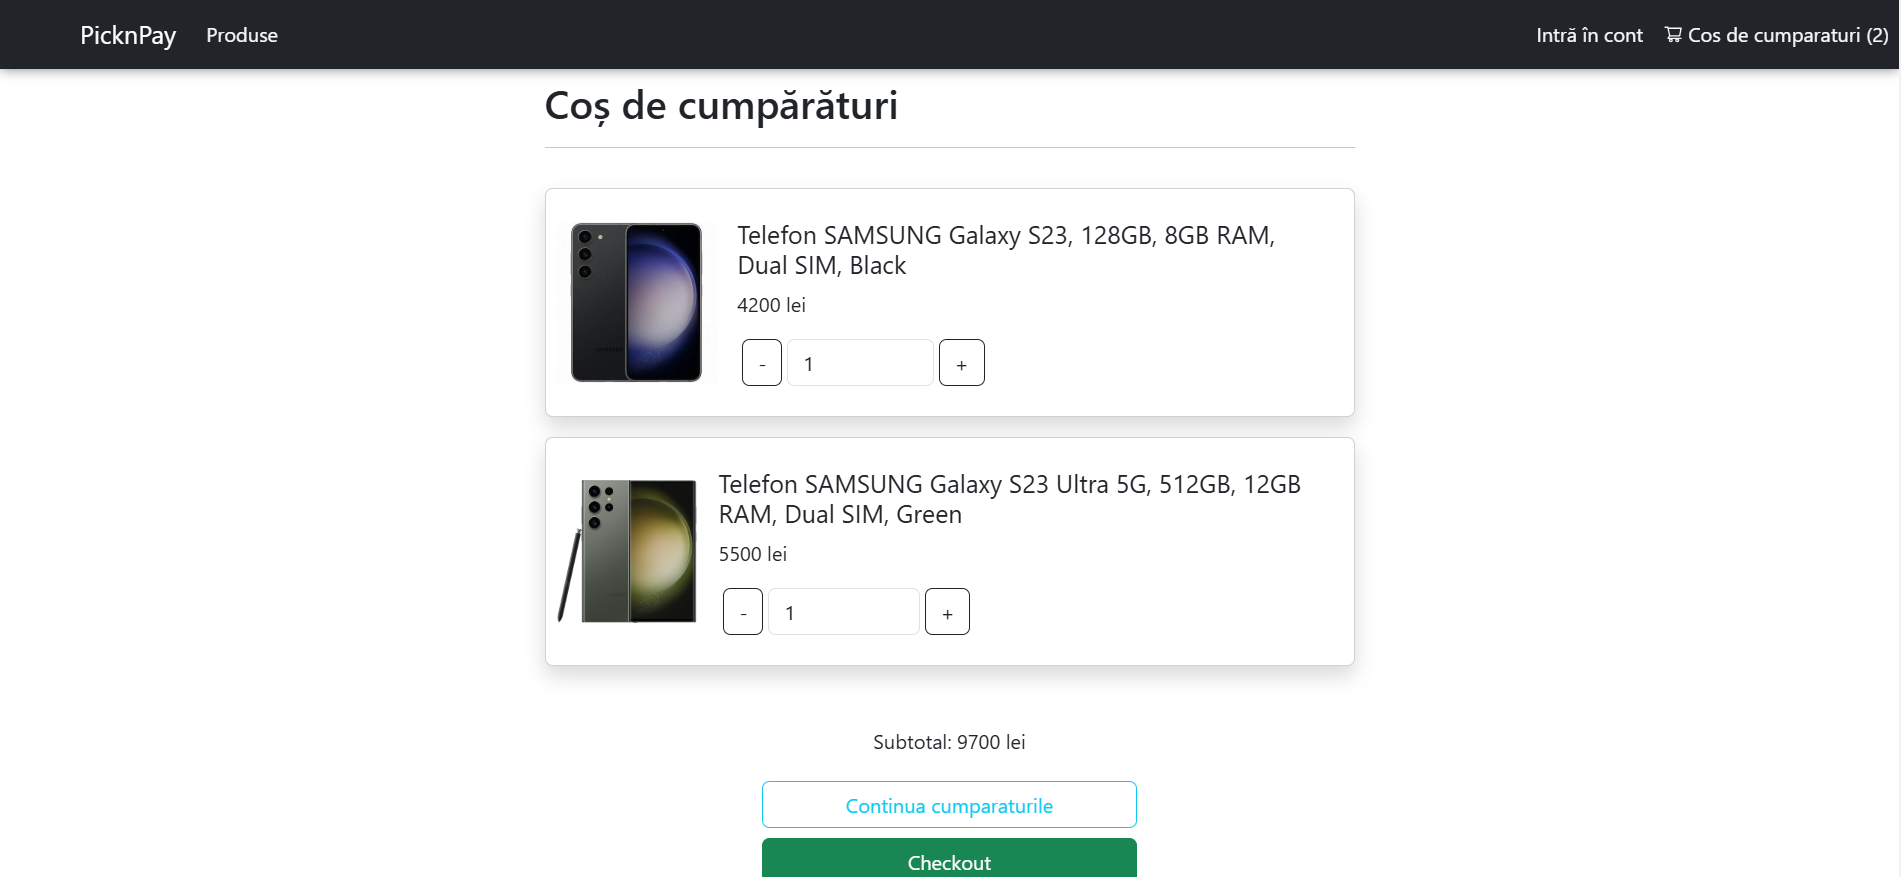 PicknPay Produse Intră în cont Cos de cumparaturi (2)
Coș de cumpărături
Telefon SAMSUNG Galaxy S23, 128GB, 8GB RAM,
Dual SIM, Black
4200 lei
- 1 +
Telefon SAMSUNG Galaxy S23 Ultra 5G, 512GB, 12GB
RAM, Dual SIM, Green
5500 lei
- 1 +
Subtotal: 9700 lei
Continua cumparaturile
Checkout